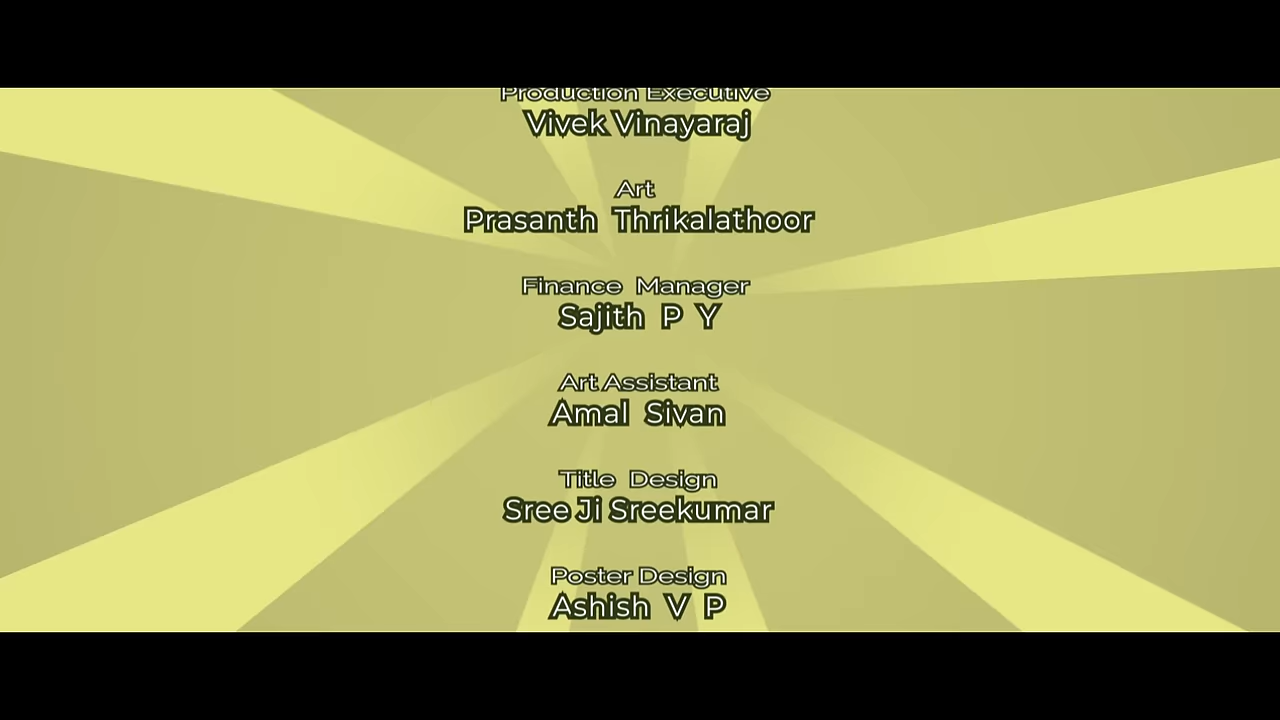 Production Executive
Vivek Vinayaraj
Art
Prasanth Thrikalathoor
Finance Manager
Sajith P Y
Art Assistant
Amal Sivan
Title Design
Sree Ji Sreekumar
Poster Design
Ashish V P